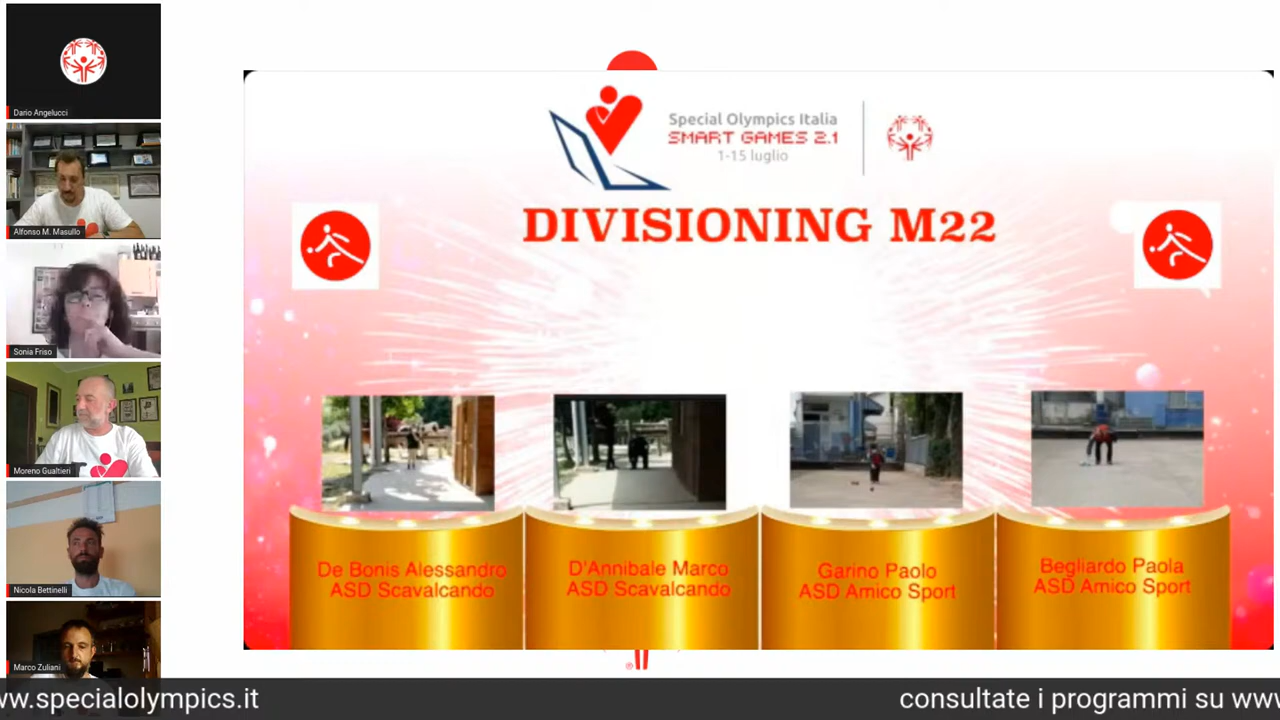 Dario Angelucci
Alfonso M. Masullo
Sonia Friso
Moreno Gualtieri
Nicola Bettinelli
Marco Zuliani
Special Olympics Italia
SMART GAMES 2.1
1-15 luglio
DIVISIONING M22
De Bonis Alessandro
ASD Scavalcando
D'Annibale Marco
ASD Scavalcando
Garino Paolo
ASD Amico Sport
Begliardo Paola
ASD Amico Sport
ww.specialolympics.it
consultate i programmi su www